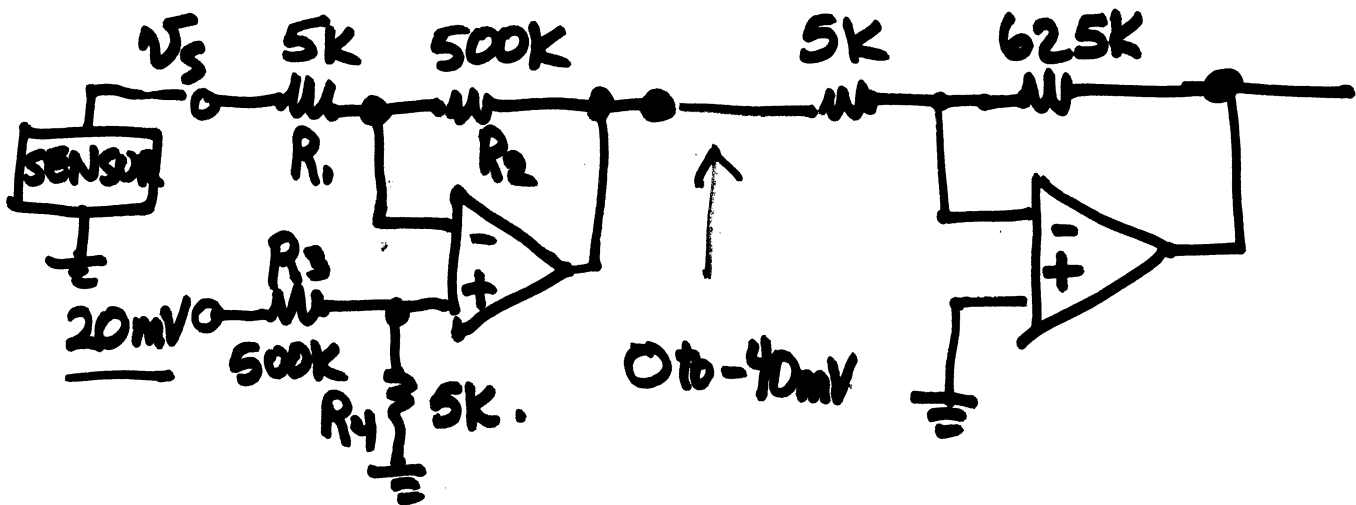 vs 5K 500K 5K 625K
SENSOR R1 R2
- -
R3 + +
20mV
500K 0 to -40mV
R4 5K.